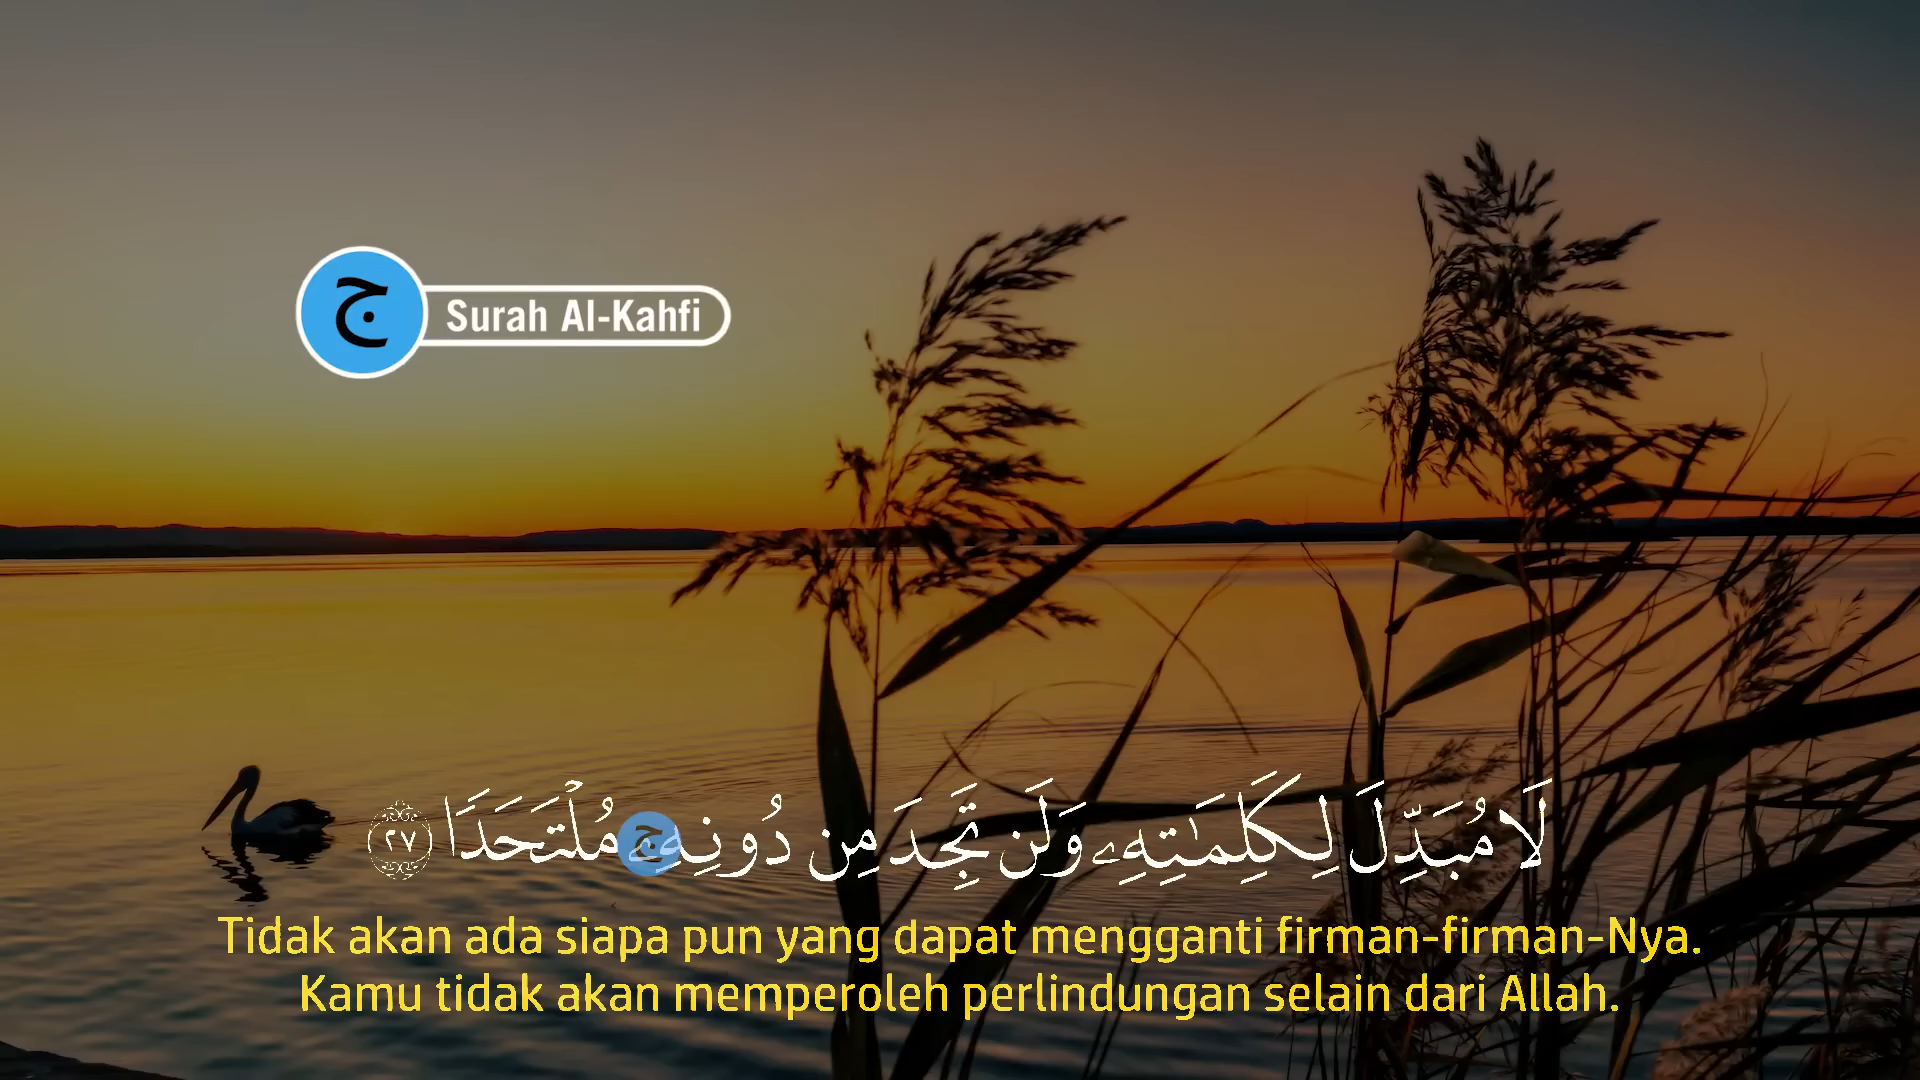 ج Surah Al-Kahfi
لَا مُبَدِّلَ لِكَلِمَـٰتِهِۦ وَلَن تَجِدَ مِن دُونِهِۦ ج مُلْتَحَدًا ٢٧
Tidak akan ada siapa pun yang dapat mengganti firman-firman-Nya.
Kamu tidak akan memperoleh perlindungan selain dari Allah.